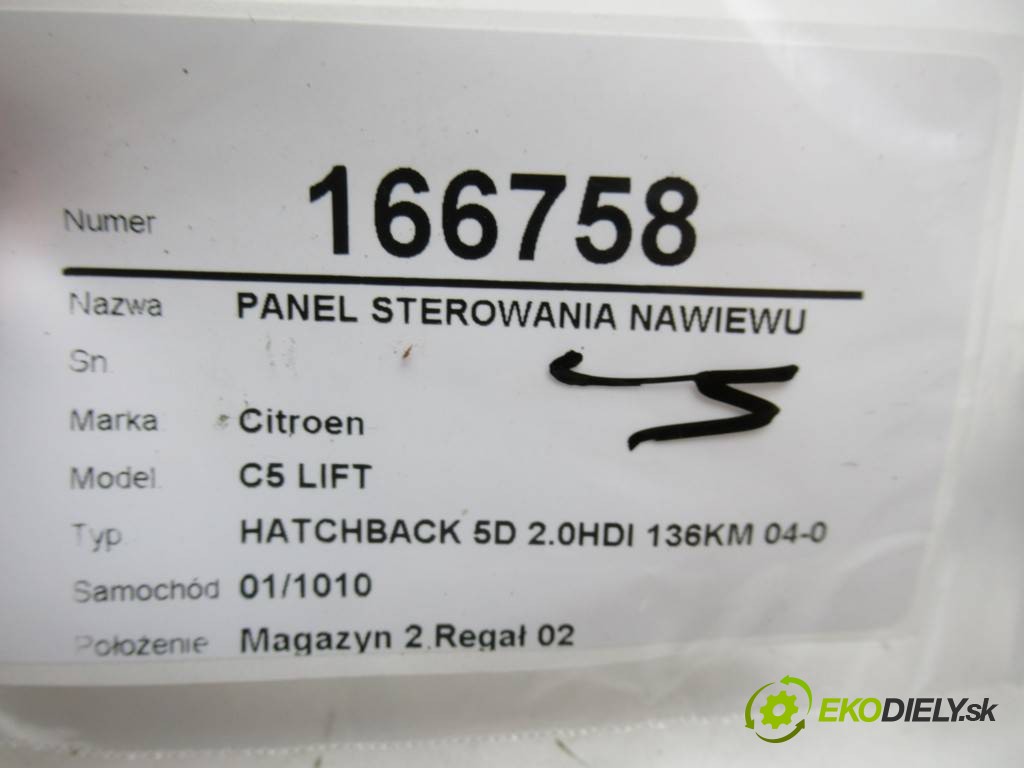 Numer 166758
Nazwa PANEL STEROWANIA NAWIEWU
Sn.
Marka Citroen
Model. C5 LIFT
Typ HATCHBACK 5D 2.0HDI 136KM 04-0
Samochód 01/1010
Położenie Magazyn 2 Regał 02
EKODIELY.sk